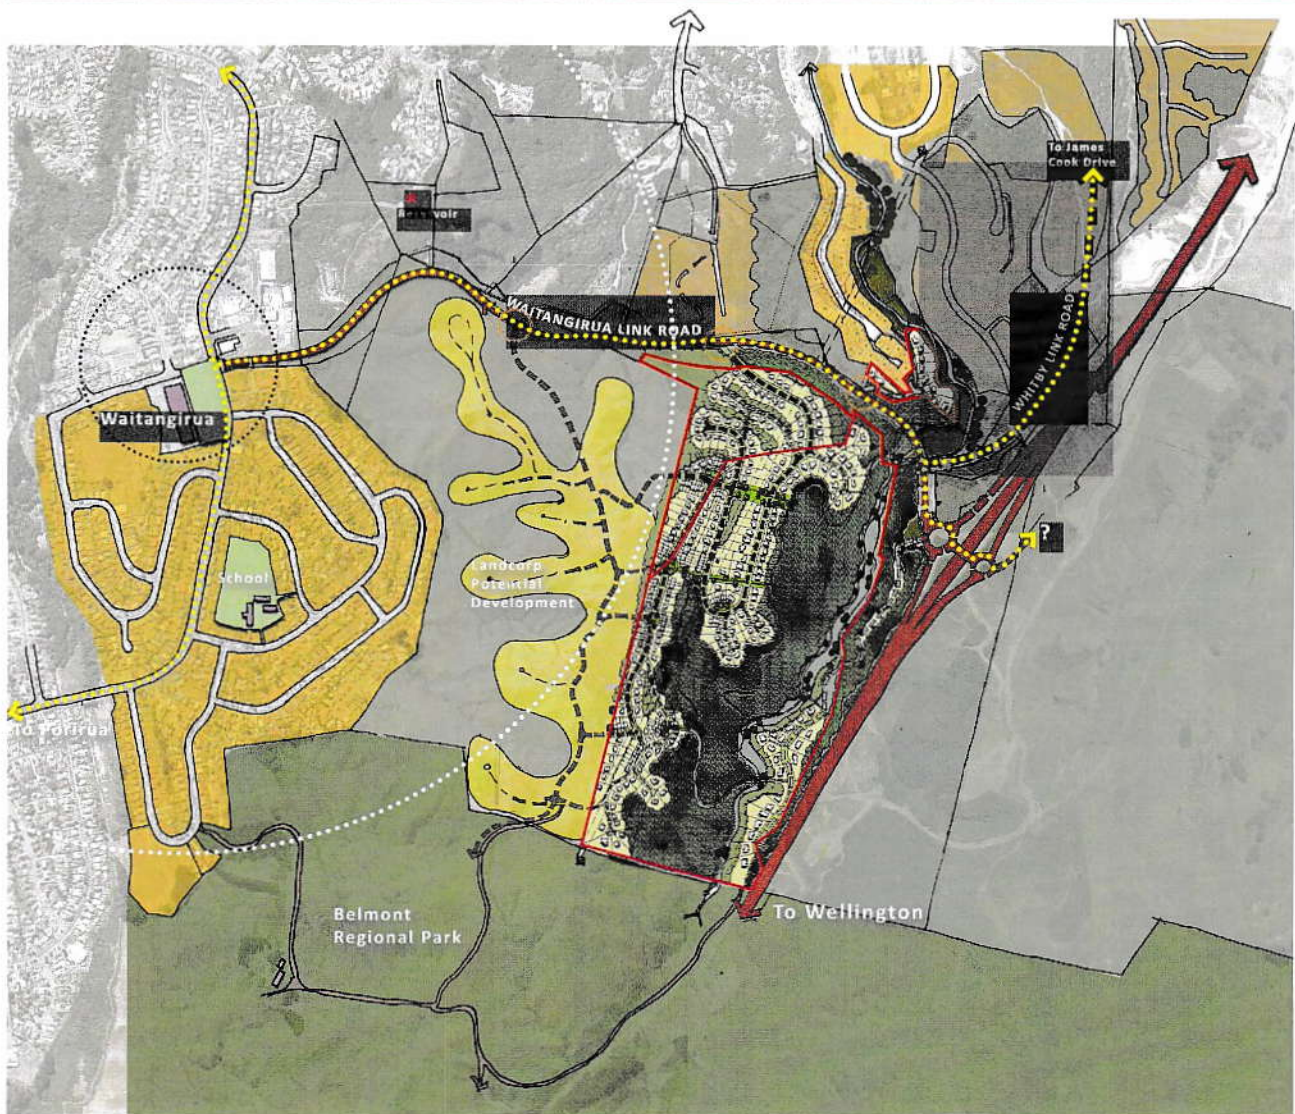 To James
Cook Drive
Reservoir
WAITANGIRUA LINK ROAD
WHITBY LINK ROAD
Waitangirua
?
School
Landcorp
Potential
Development
To Porirua
Belmont
Regional Park
To Wellington